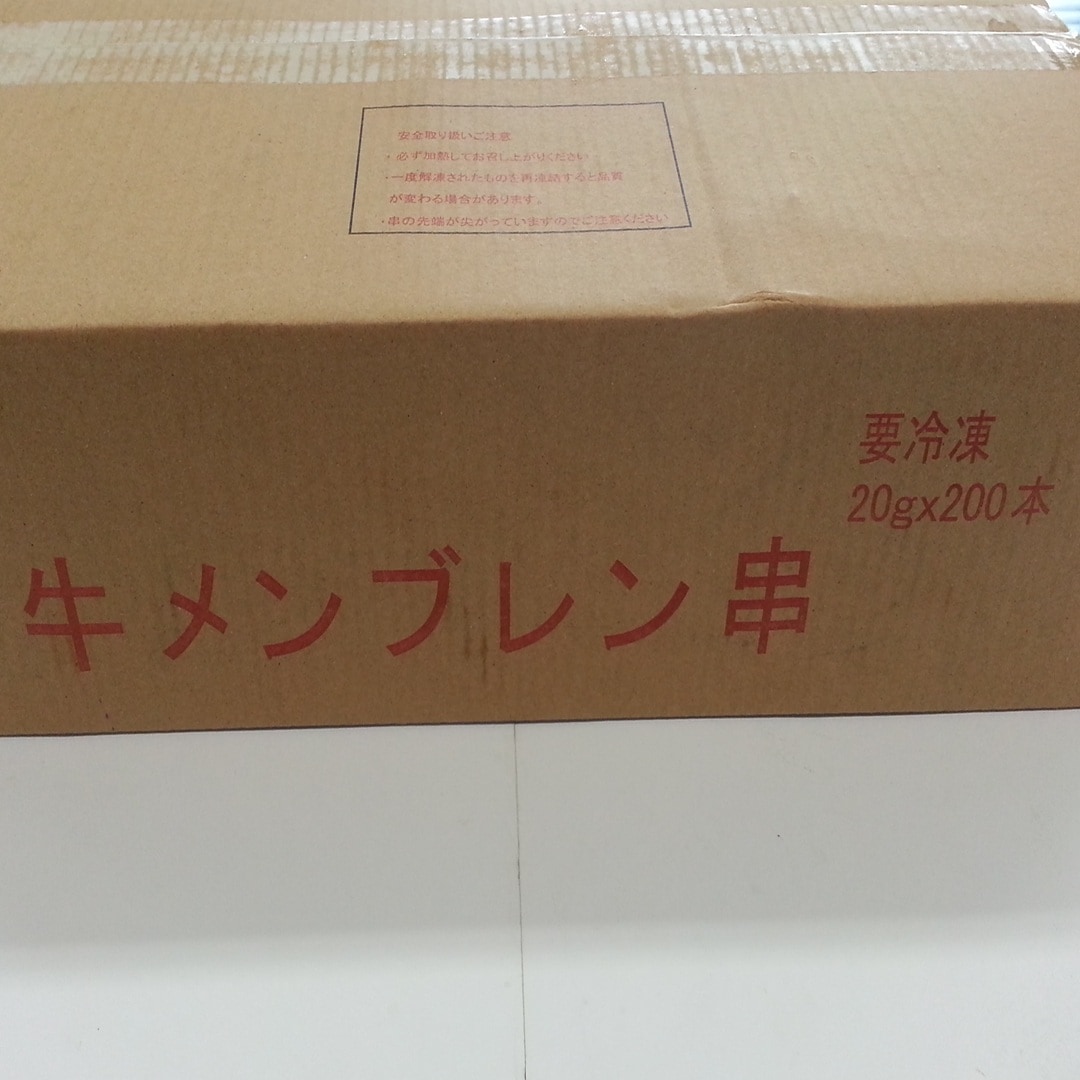 安全取り扱いご注意
・必ず加熱してお召し上がりください
・一度解凍されたものを再凍結すると品質
が変わる場合があります。
・串の先端が尖がっていますのでご注意ください
要冷凍
20gx200本
牛メンブレン串